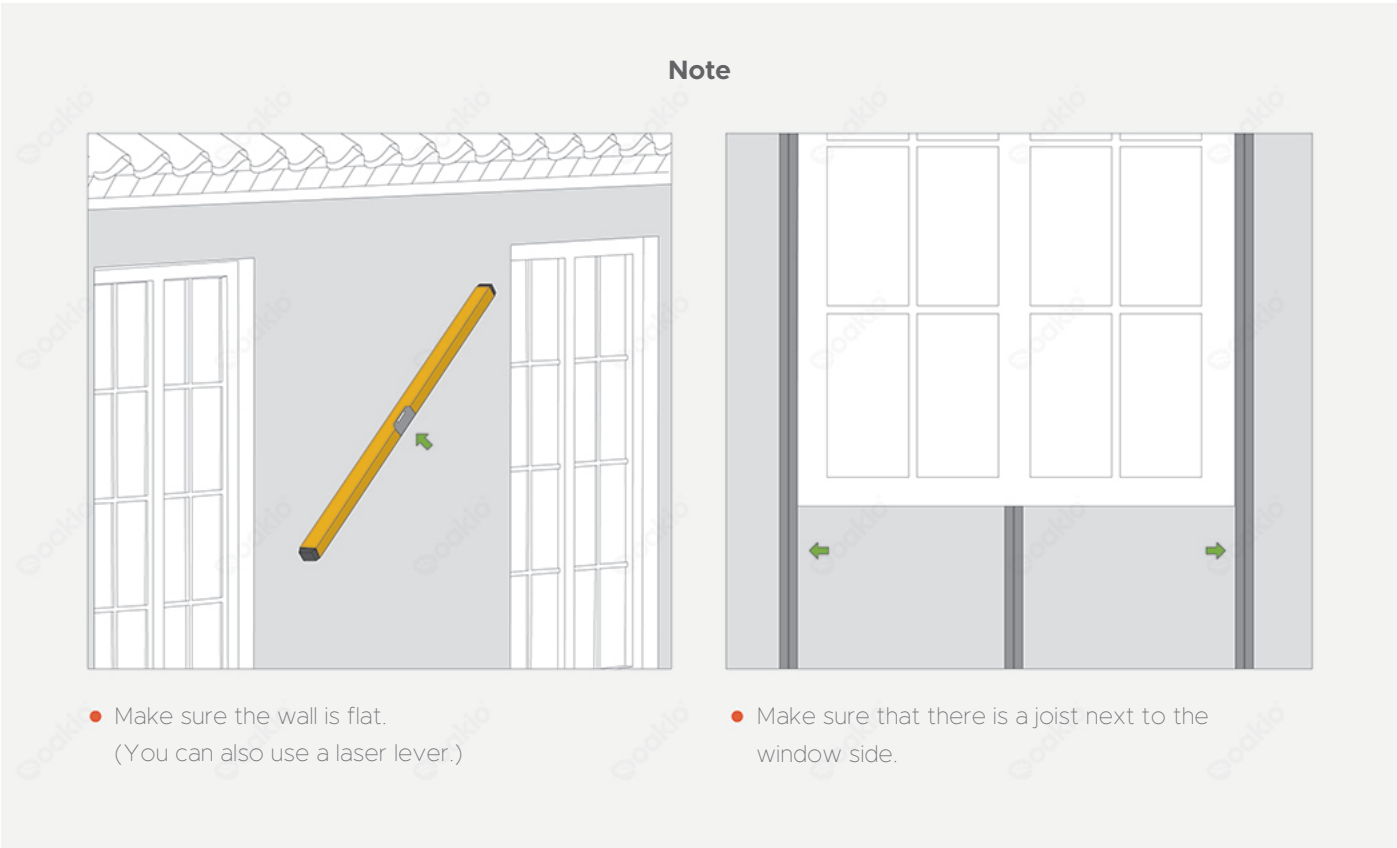 Note
Make sure the wall is flat.
(You can also use a laser lever.)
Make sure that there is a joist next to the
window side.
oakio